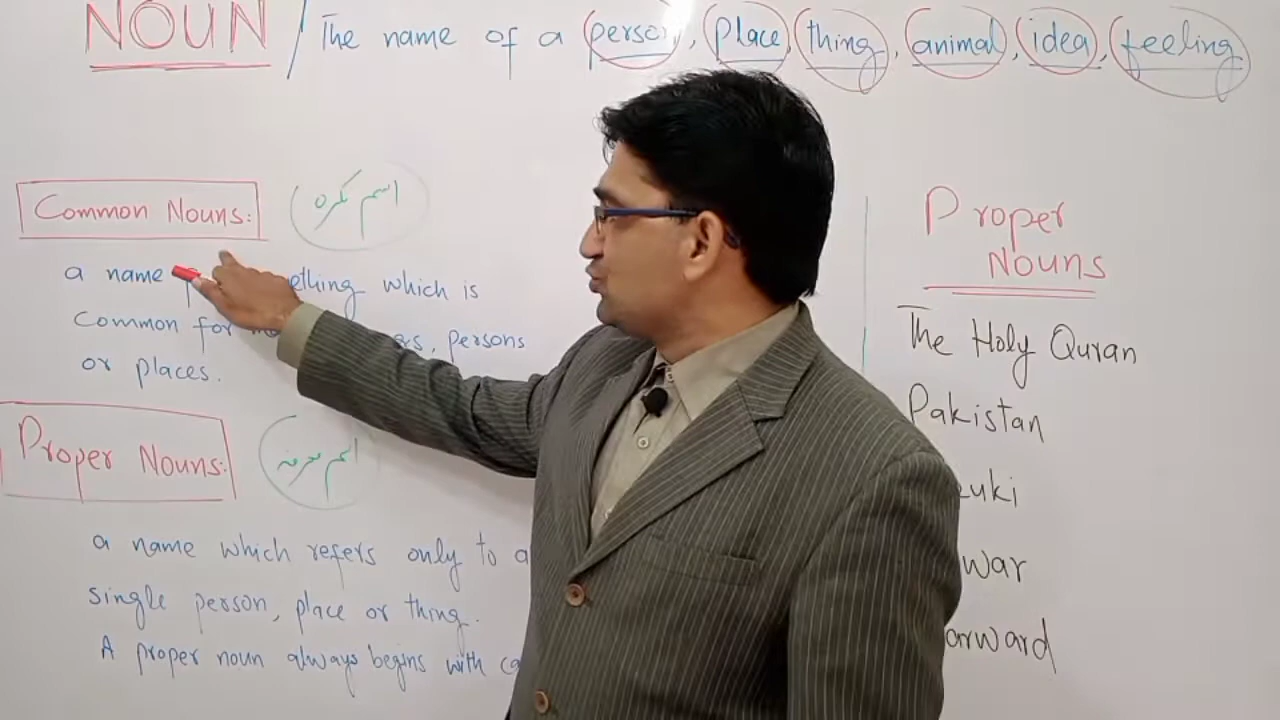 NOUN / The name of a person, place, thing, animal, idea, feeling
Common Nouns:
اسم نکرہ
a name which is
common for persons
or places.
Proper Nouns:
اسم معرفہ
a name which refers only to a
single person, place or thing.
A proper noun always begins with
Proper
Nouns
The Holy Quran
Pakistan